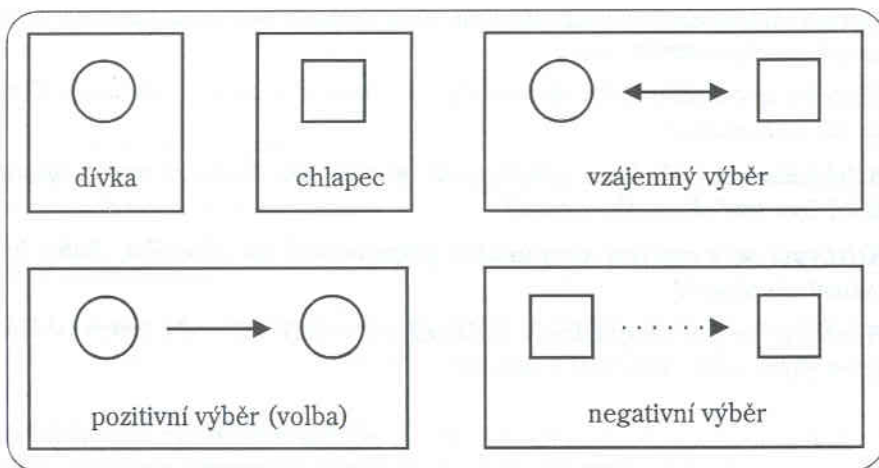 dívka
chlapec
vzájemný výběr
pozitivní výběr (volba)
negativní výběr